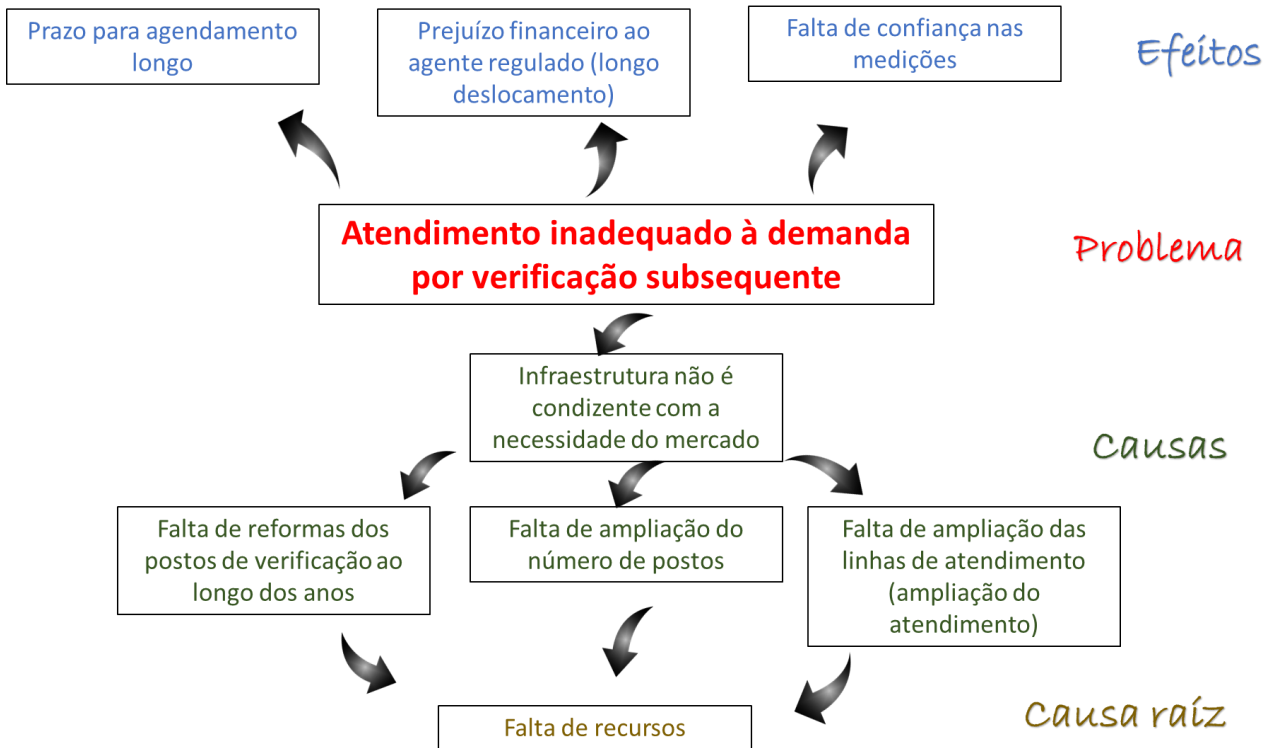 Prazo para agendamento
longo
Prejuízo financeiro ao
agente regulado (longo
deslocamento)
Falta de confiança nas
medições
Efeitos
Atendimento inadequado à demanda
por verificação subsequente
Problema
Infraestrutura não é
condizente com a
necessidade do mercado
Causas
Falta de reformas dos
postos de verificação ao
longo dos anos
Falta de ampliação do
número de postos
Falta de ampliação das
linhas de atendimento
(ampliação do
atendimento)
Falta de recursos
Causa raíz